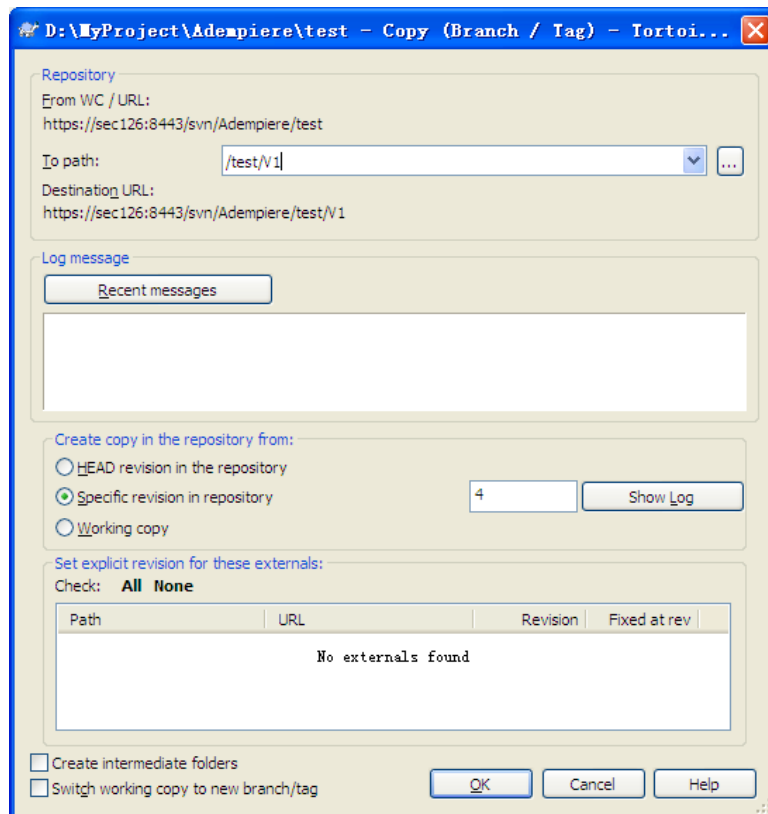 D:\MyProject\Adempiere\test - Copy (Branch / Tag) - Tortoi...
Repository
From WC / URL:
https://sec126:8443/svn/Adempiere/test
To path:
/test/V1
...
Destination URL:
https://sec126:8443/svn/Adempiere/test/V1
Log message
Recent messages
Create copy in the repository from:
HEAD revision in the repository
Specific revision in repository
4
Show Log
Working copy
Set explicit revision for these externals:
Check: All None
Path URL Revision Fixed at rev
No externals found
Create intermediate folders
Switch working copy to new branch/tag
OK Cancel Help